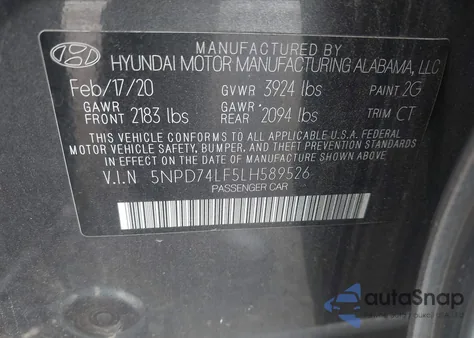 MANUFACTURED BY
HYUNDAI MOTOR MANUFACTURING ALABAMA, LLC
Feb/17/20 GVWR 3924 lbs PAINT 2G
GAWR FRONT 2183 lbs GAWR REAR 2094 lbs TRIM CT
THIS VEHICLE CONFORMS TO ALL APPLICABLE U.S.A. FEDERAL
MOTOR VEHICLE SAFETY, BUMPER, AND THEFT PREVENTION STANDARDS
IN EFFECT ON THE DATE OF MANUFACTURE SHOWN ABOVE.
V.I.N 5NPD74LF5LH589526
PASSENGER CAR
autoSnap